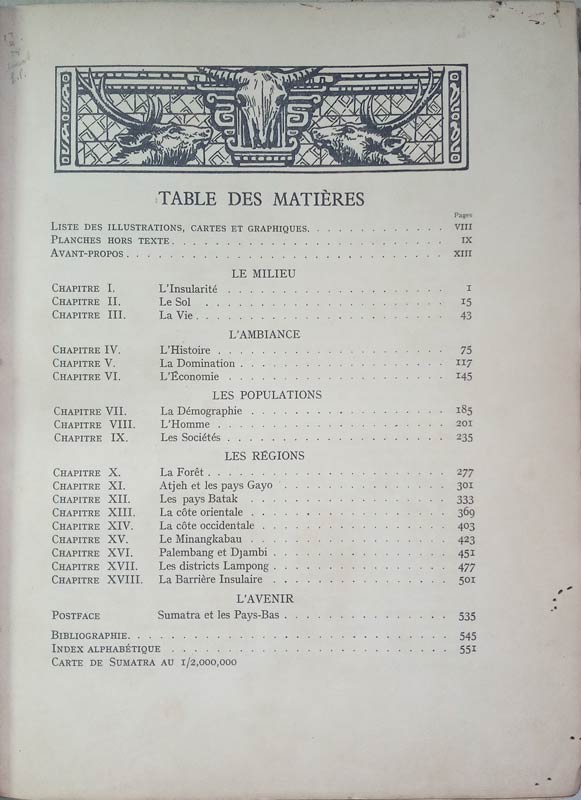 TABLE DES MATIÈRES
Pages
LISTE DES ILLUSTRATIONS, CARTES ET GRAPHIQUES. . . . . . . . . . . . VIII
PLANCHES HORS TEXTE. . . . . . . . . . . . IX
AVANT-PROPOS . . . . . . . . . . . . XIII
LE MILIEU
CHAPITRE I. L'Insularité . . . . . . . . . . . . 1
CHAPITRE II. Le Sol . . . . . . . . . . . . 15
CHAPITRE III. La Vie . . . . . . . . . . . . 43
L'AMBIANCE
CHAPITRE IV. L'Histoire . . . . . . . . . . . . 75
CHAPITRE V. La Domination . . . . . . . . . . . . 117
CHAPITRE VI. L'Économie . . . . . . . . . . . . 145
LES POPULATIONS
CHAPITRE VII. La Démographie . . . . . . . . . . . . 185
CHAPITRE VIII. L'Homme . . . . . . . . . . . . 201
CHAPITRE IX. Les Sociétés . . . . . . . . . . . . 235
LES RÉGIONS
CHAPITRE X. La Forêt . . . . . . . . . . . . 277
CHAPITRE XI. Atjeh et les pays Gayo . . . . . . . . . . . . 301
CHAPITRE XII. Les pays Batak . . . . . . . . . . . . 333
CHAPITRE XIII. La côte orientale . . . . . . . . . . . . 369
CHAPITRE XIV. La côte occidentale . . . . . . . . . . . . 403
CHAPITRE XV. Le Minangkabau . . . . . . . . . . . . 423
CHAPITRE XVI. Palembang et Djambi . . . . . . . . . . . . 451
CHAPITRE XVII. Les districts Lampong . . . . . . . . . . . . 477
CHAPITRE XVIII. La Barrière Insulaire . . . . . . . . . . . . 501
L'AVENIR
POSTFACE Sumatra et les Pays-Bas . . . . . . . . . . . . 535
BIBLIOGRAPHIE. . . . . . . . . . . . 545
INDEX ALPHABÉTIQUE . . . . . . . . . . . . 551
CARTE DE SUMATRA AU 1/2,000,000